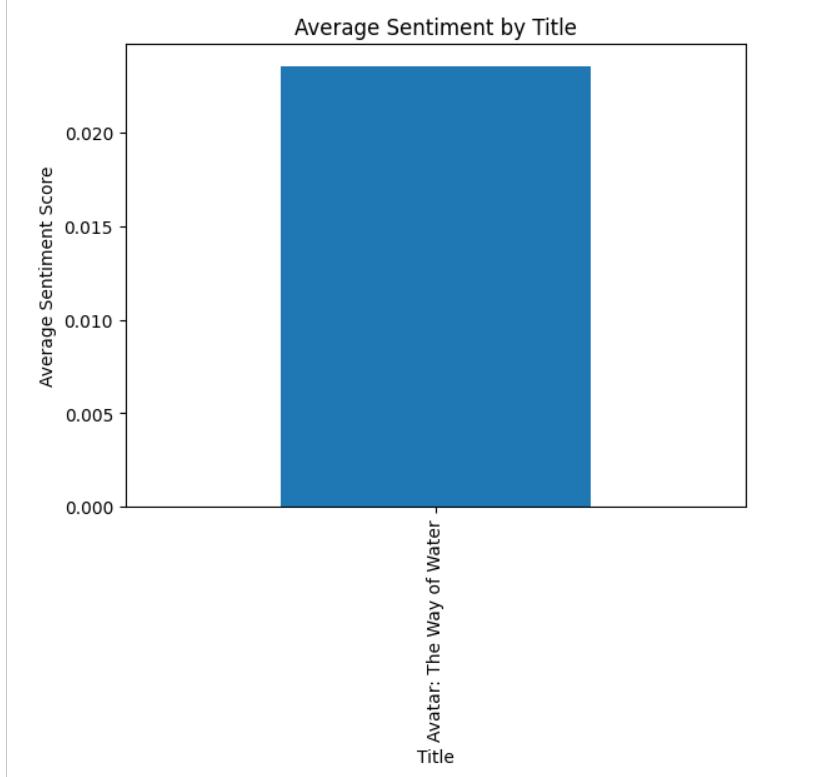 Average Sentiment by Title
Average Sentiment Score
0.020
0.015
0.010
0.005
0.000
Avatar: The Way of Water
Title